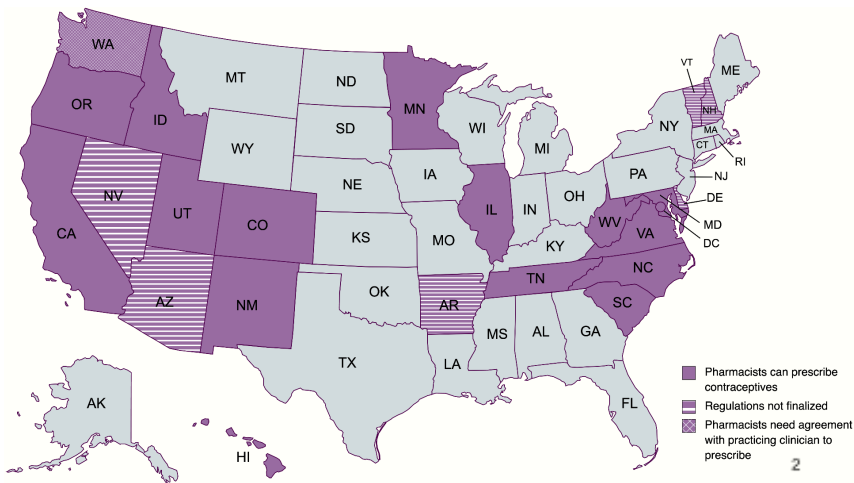 WA
MT
ND
MN
VT
ME
OR
ID
SD
WI
NH
NY
MA
WY
MI
CT
RI
IA
PA
NJ
NV
NE
OH
DE
UT
CO
IL
IN
WV
MD
CA
KS
MO
KY
VA
DC
AZ
NM
OK
AR
TN
NC
SC
MS
AL
GA
TX
LA
AK
FL
HI
Pharmacists can prescribe
contraceptives
Regulations not finalized
Pharmacists need agreement
with practicing clinician to
prescribe
2